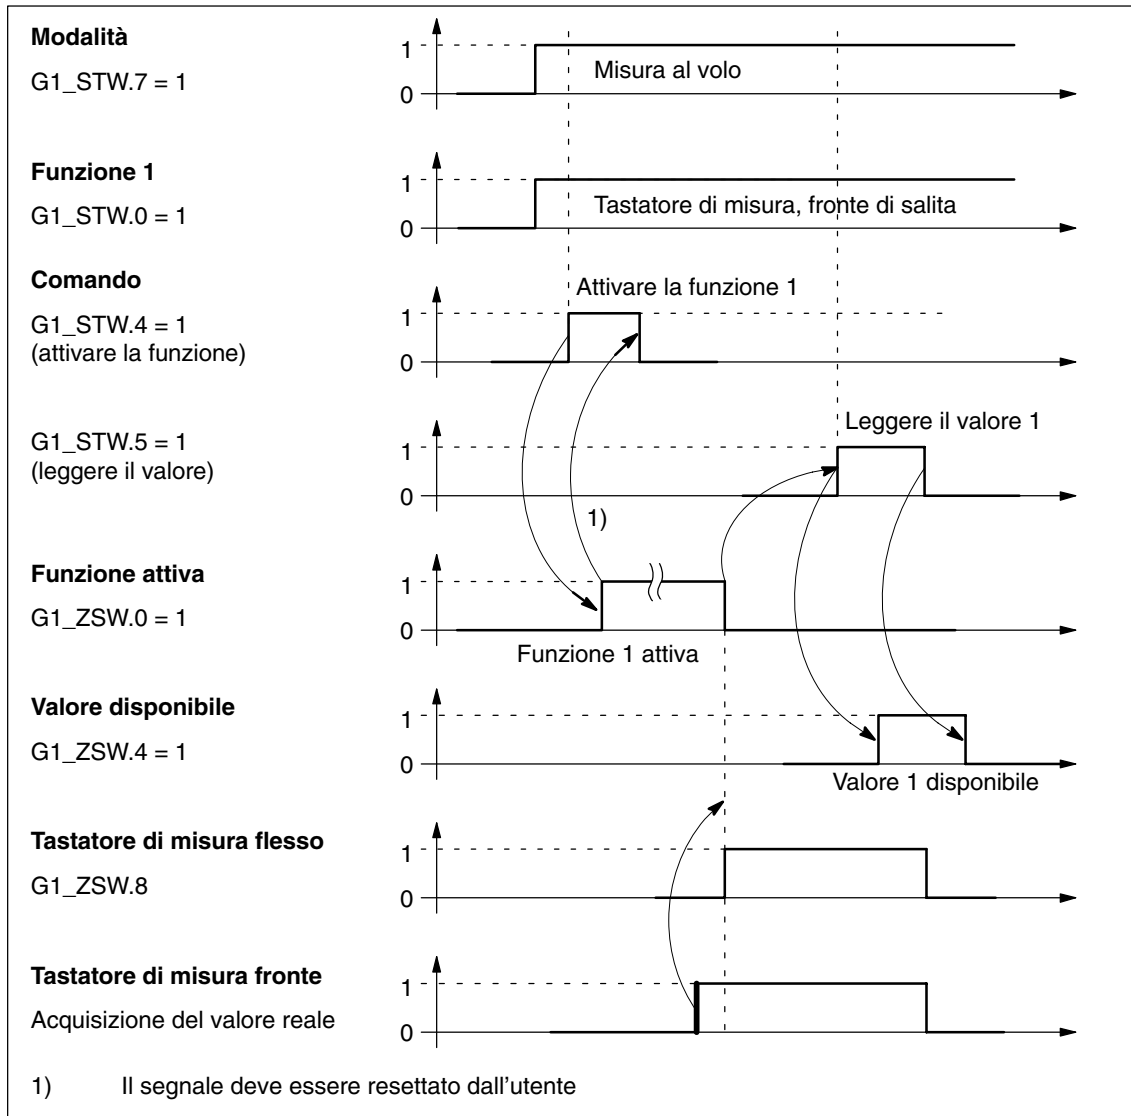 Modalità
G1_STW.7 = 1
1
0
Misura al volo
Funzione 1
G1_STW.0 = 1
1
0
Tastatore di misura, fronte di salita
Comando
G1_STW.4 = 1
(attivare la funzione)
Attivare la funzione 1
1
0
G1_STW.5 = 1
(leggere il valore)
Leggere il valore 1
1
0
1)
Funzione attiva
G1_ZSW.0 = 1
1
0
Funzione 1 attiva
Valore disponibile
G1_ZSW.4 = 1
1
0
Valore 1 disponibile
Tastatore di misura flesso
G1_ZSW.8
1
0
Tastatore di misura fronte
Acquisizione del valore reale
1
0
1) Il segnale deve essere resettato dall'utente